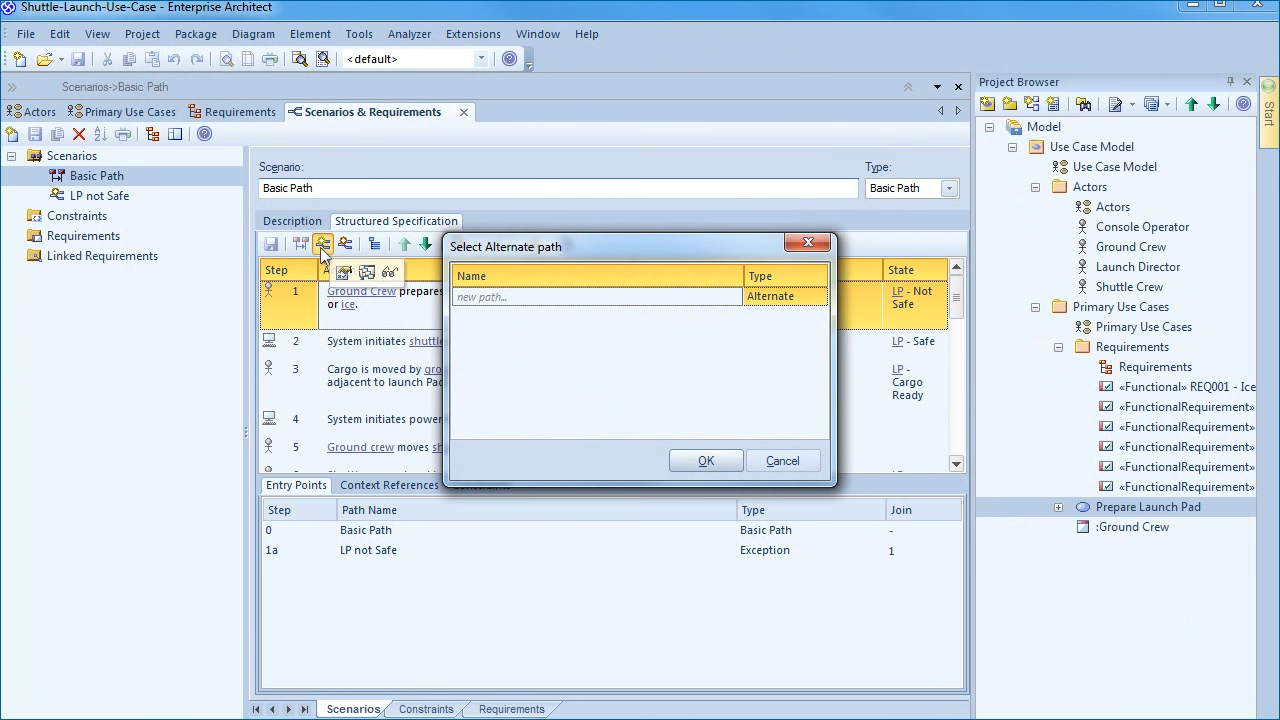 Shuttle-Launch-Use-Case - Enterprise Architect
File Edit View Project Package Diagram Element Tools Analyzer Extensions Window Help
<default>
Scenarios->Basic Path
Actors Primary Use Cases Requirements Scenarios & Requirements
Scenarios
Basic Path
LP not Safe
Constraints
Requirements
Linked Requirements
Scenario: Type:
Basic Path Basic Path
Description Structured Specification
Step State
1 Ground Crew prepares LP - Not
or ice. Safe
2 System initiates shuttle LP - Safe
3 Cargo is moved by LP -
adjacent to launch Pad Cargo
Ready
4 System initiates power
5 Ground crew moves
Select Alternate path
Name Type
new path... Alternate
OK Cancel
Entry Points Context References
Step Path Name Type Join
0 Basic Path Basic Path -
1a LP not Safe Exception 1
Scenarios Constraints Requirements
Project Browser
Model
Use Case Model
Use Case Model
Actors
Actors
Console Operator
Ground Crew
Launch Director
Shuttle Crew
Primary Use Cases
Primary Use Cases
Requirements
Requirements
«Functional» REQ001 - Ice
«FunctionalRequirement»
«FunctionalRequirement»
«FunctionalRequirement»
«FunctionalRequirement»
«FunctionalRequirement»
Prepare Launch Pad
:Ground Crew
Start